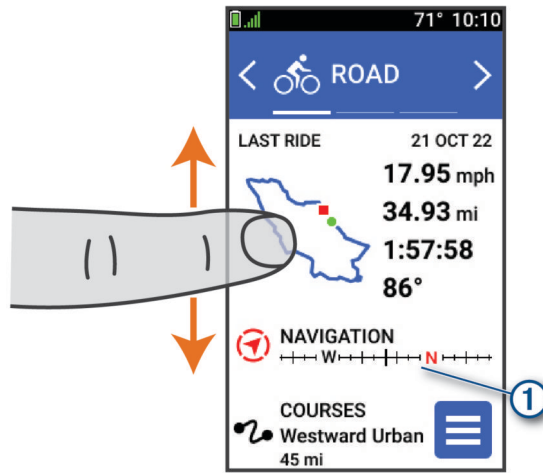 71° 10:10
ROAD
LAST RIDE 21 OCT 22
17.95 mph
34.93 mi
1:57:58
86°
NAVIGATION
W N
1
COURSES
Westward Urban
45 mi